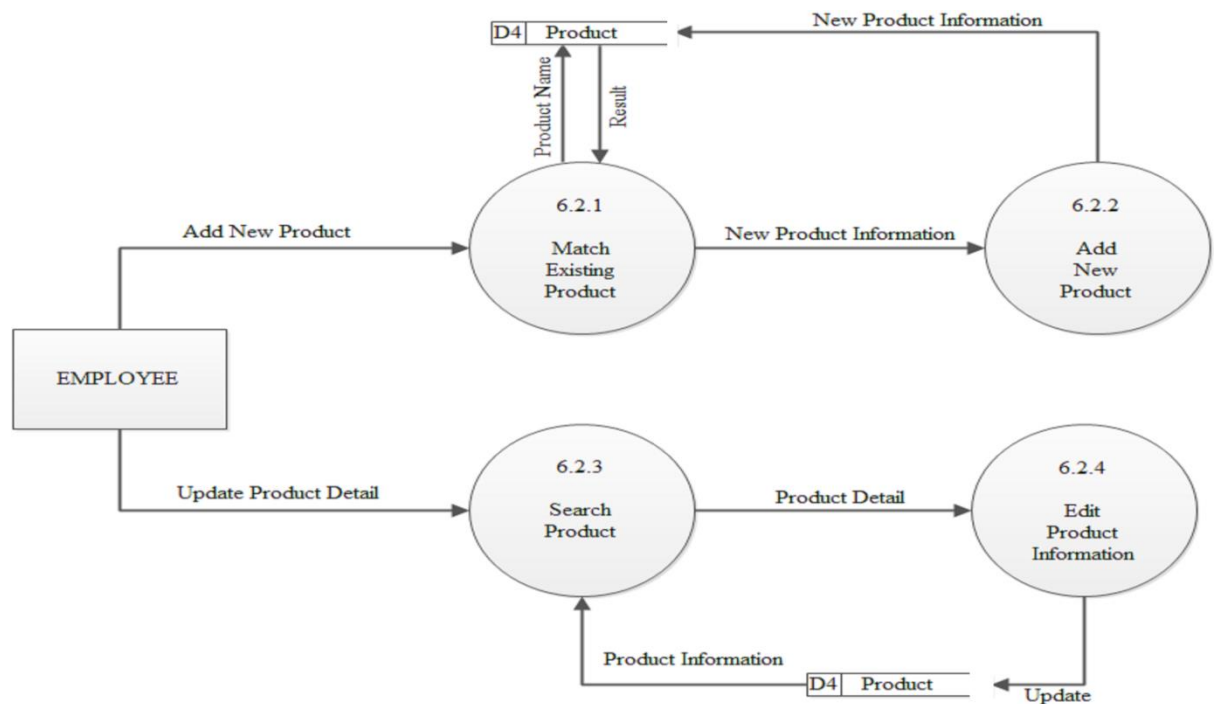 New Product Information
D4 Product
Product Name
Result
6.2.1
Match
Existing
Product
6.2.2
Add
New
Product
Add New Product
New Product Information
EMPLOYEE
6.2.3
Search
Product
6.2.4
Edit
Product
Information
Update Product Detail
Product Detail
Product Information
D4 Product
Update